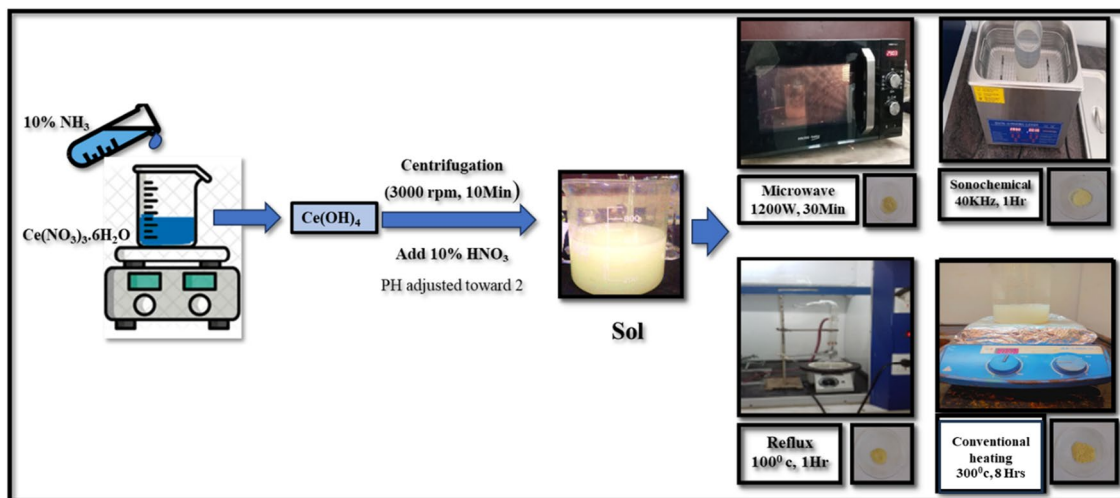 10% NH₃
Ce(NO₃)₃.6H₂O
Ce(OH)₄
Centrifugation
(3000 rpm, 10Min)
Add 10% HNO₃
PH adjusted toward 2
Sol
Microwave
1200W, 30Min
Sonochemical
40KHz, 1Hr
Reflux
100⁰ c, 1Hr
Conventional
heating
300⁰c, 8 Hrs